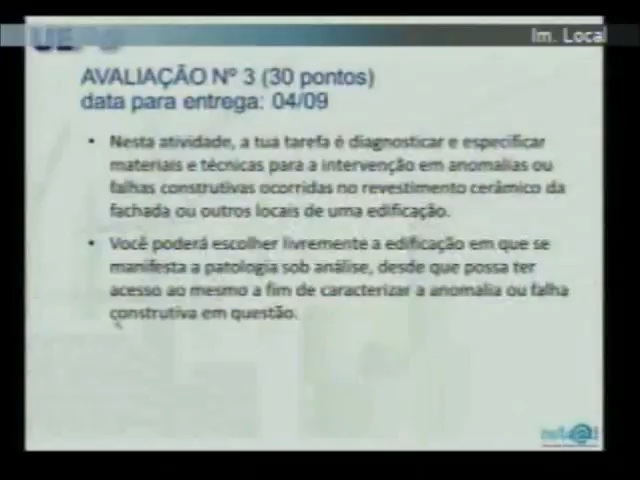 Im. Local
AVALIAÇÃO Nº 3 (30 pontos)
data para entrega: 04/09
• Nesta atividade, a tua tarefa é diagnosticar e especificar
materiais e técnicas para a intervenção em anomalias ou
falhas construtivas ocorridas no revestimento cerâmico da
fachada ou outros locais de uma edificação.
• Você poderá escolher livremente a edificação em que se
manifesta a patologia sob análise, desde que possa ter
acesso ao mesmo a fim de caracterizar a anomalia ou falha
construtiva em questão.